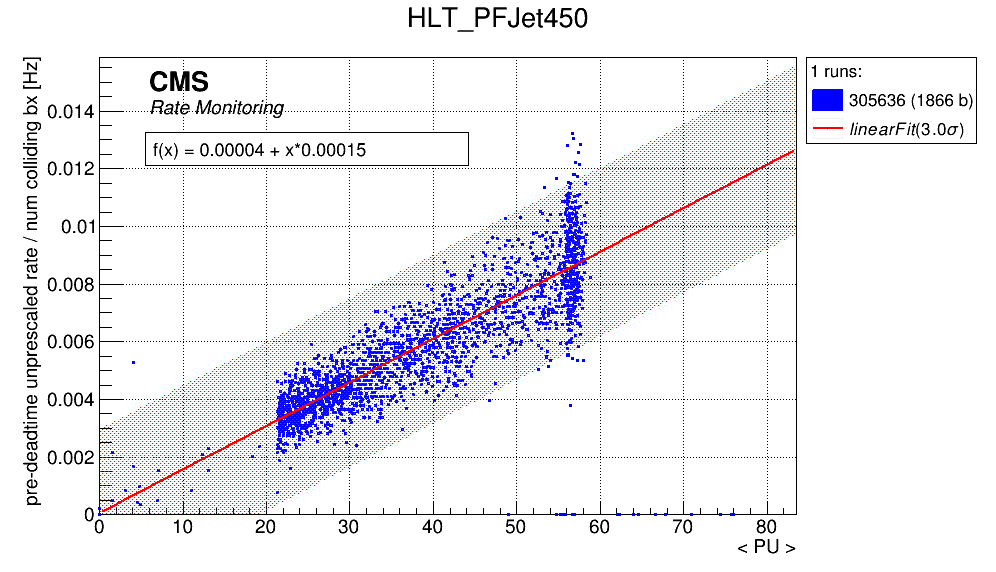 HLT_PFJet450
pre-deadtime unprescaled rate / num colliding bx [Hz]
CMS
Rate Monitoring
f(x) = 0.00004 + x*0.00015
1 runs:
305636 (1866 b)
linearFit(3.0σ)
0.014
0.012
0.01
0.008
0.006
0.004
0.002
0
0 10 20 30 40 50 60 70 80
< PU >